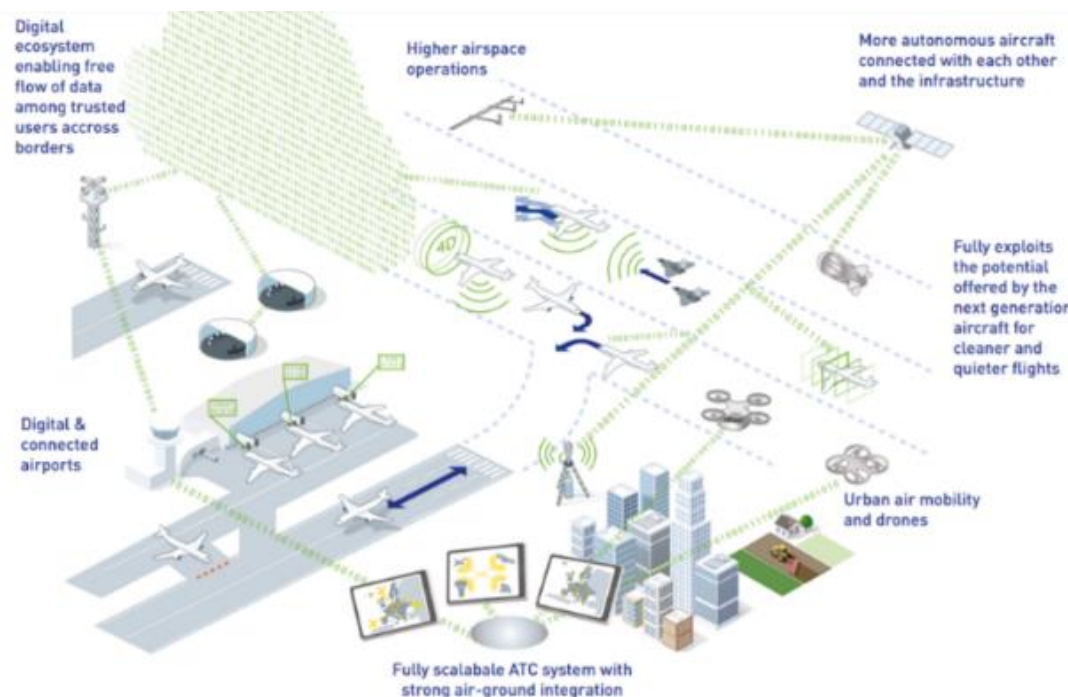 Digital
ecosystem
enabling free
flow of data
among trusted
users accross
borders
Higher airspace
operations
More autonomous aircraft
connected with each other
and the infrastructure
4D
Fully exploits
the potential
offered by the
next generation
aircraft for
cleaner and
quieter flights
Digital &
connected
airports
Urban air mobility
and drones
Fully scalabale ATC system with
strong air-ground integration